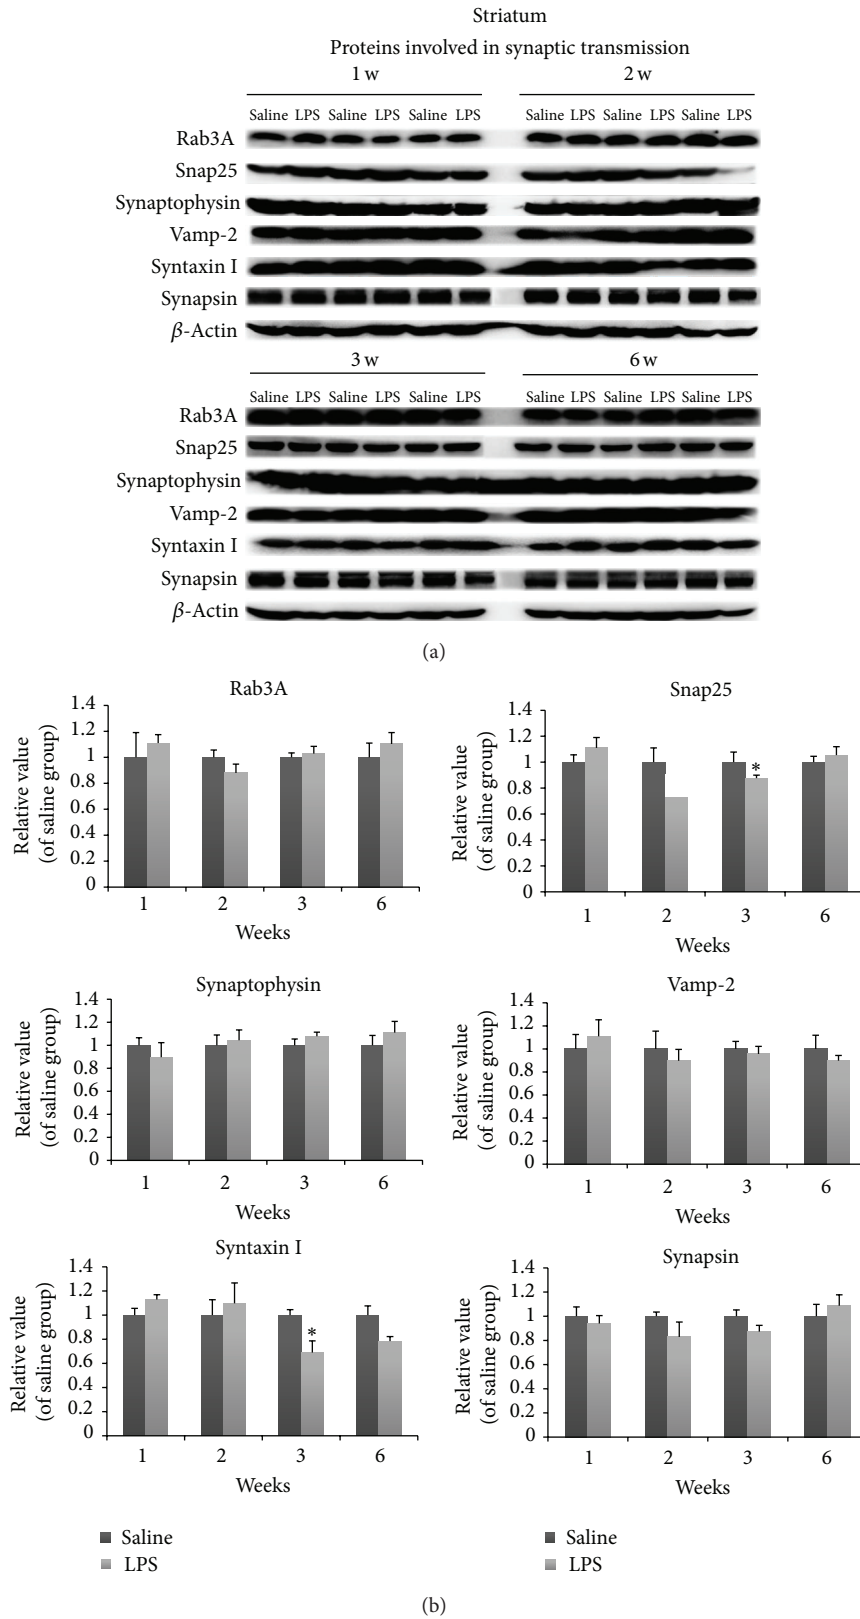 Striatum
Proteins involved in synaptic transmission
1 w 2 w
Saline LPS Saline LPS Saline LPS Saline LPS Saline LPS Saline LPS
Rab3A
Snap25
Synaptophysin
Vamp-2
Syntaxin I
Synapsin
β-Actin
3 w 6 w
Saline LPS Saline LPS Saline LPS Saline LPS Saline LPS Saline LPS
Rab3A
Snap25
Synaptophysin
Vamp-2
Syntaxin I
Synapsin
β-Actin
(a)
Rab3A
Relative value
(of saline group)
1.4
1.2
1
0.8
0.6
0.4
0.2
0
1 2 3 6
Weeks
Snap25
Relative value
(of saline group)
1.4
1.2
1
0.8
0.6
0.4
0.2
0
*
1 2 3 6
Weeks
Synaptophysin
Relative value
(of saline group)
1.4
1.2
1
0.8
0.6
0.4
0.2
0
1 2 3 6
Weeks
Vamp-2
Relative value
(of saline group)
1.4
1.2
1
0.8
0.6
0.4
0.2
0
1 2 3 6
Weeks
Syntaxin I
Relative value
(of saline group)
1.4
1.2
1
0.8
0.6
0.4
0.2
0
*
1 2 3 6
Weeks
Saline
LPS
Synapsin
Relative value
(of saline group)
1.4
1.2
1
0.8
0.6
0.4
0.2
0
1 2 3 6
Weeks
Saline
LPS
(b)